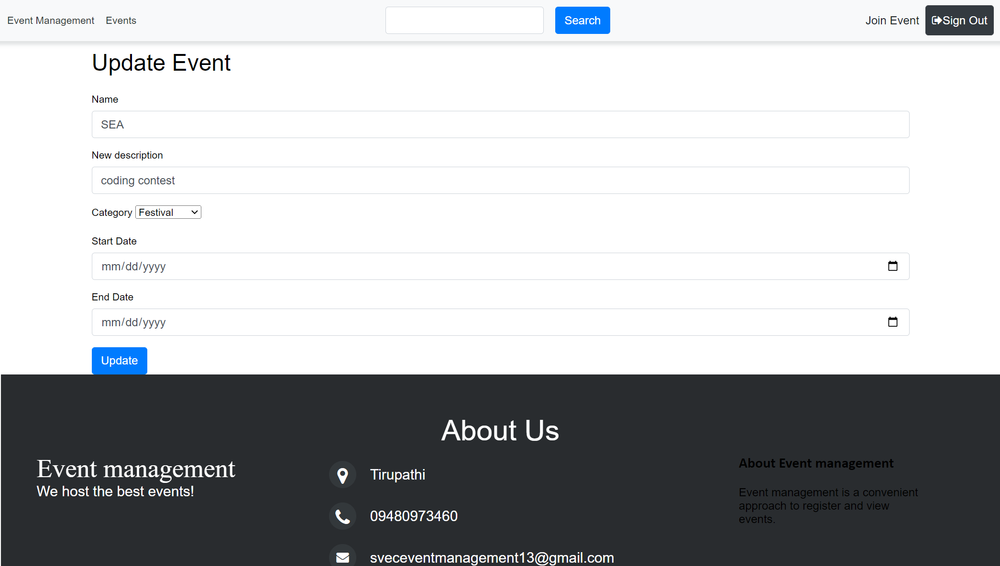 Event Management Events Search Join Event Sign Out
Update Event
Name
SEA
New description
coding contest
Category Festival
Start Date
mm/dd/yyyy
End Date
mm/dd/yyyy
Update
About Us
Event management
We host the best events!
Tirupathi
09480973460
sveceventmanagement13@gmail.com
About Event management
Event management is a convenient
approach to register and view
events.